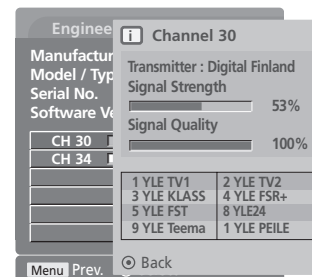 Enginee
Manufactur
Model / Typ
Serial No.
Software Ve
CH 30
CH 34
Menu Prev.
i Channel 30
Transmitter : Digital Finland
Signal Strength
53%
Signal Quality
100%
1 YLE TV1 2 YLE TV2
3 YLE KLASS 4 YLE FSR+
5 YLE FST 8 YLE24
9 YLE Teema 1 YLE PEILE
Back